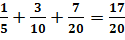 1/5 + 3/10 + 7/20 = 17/20